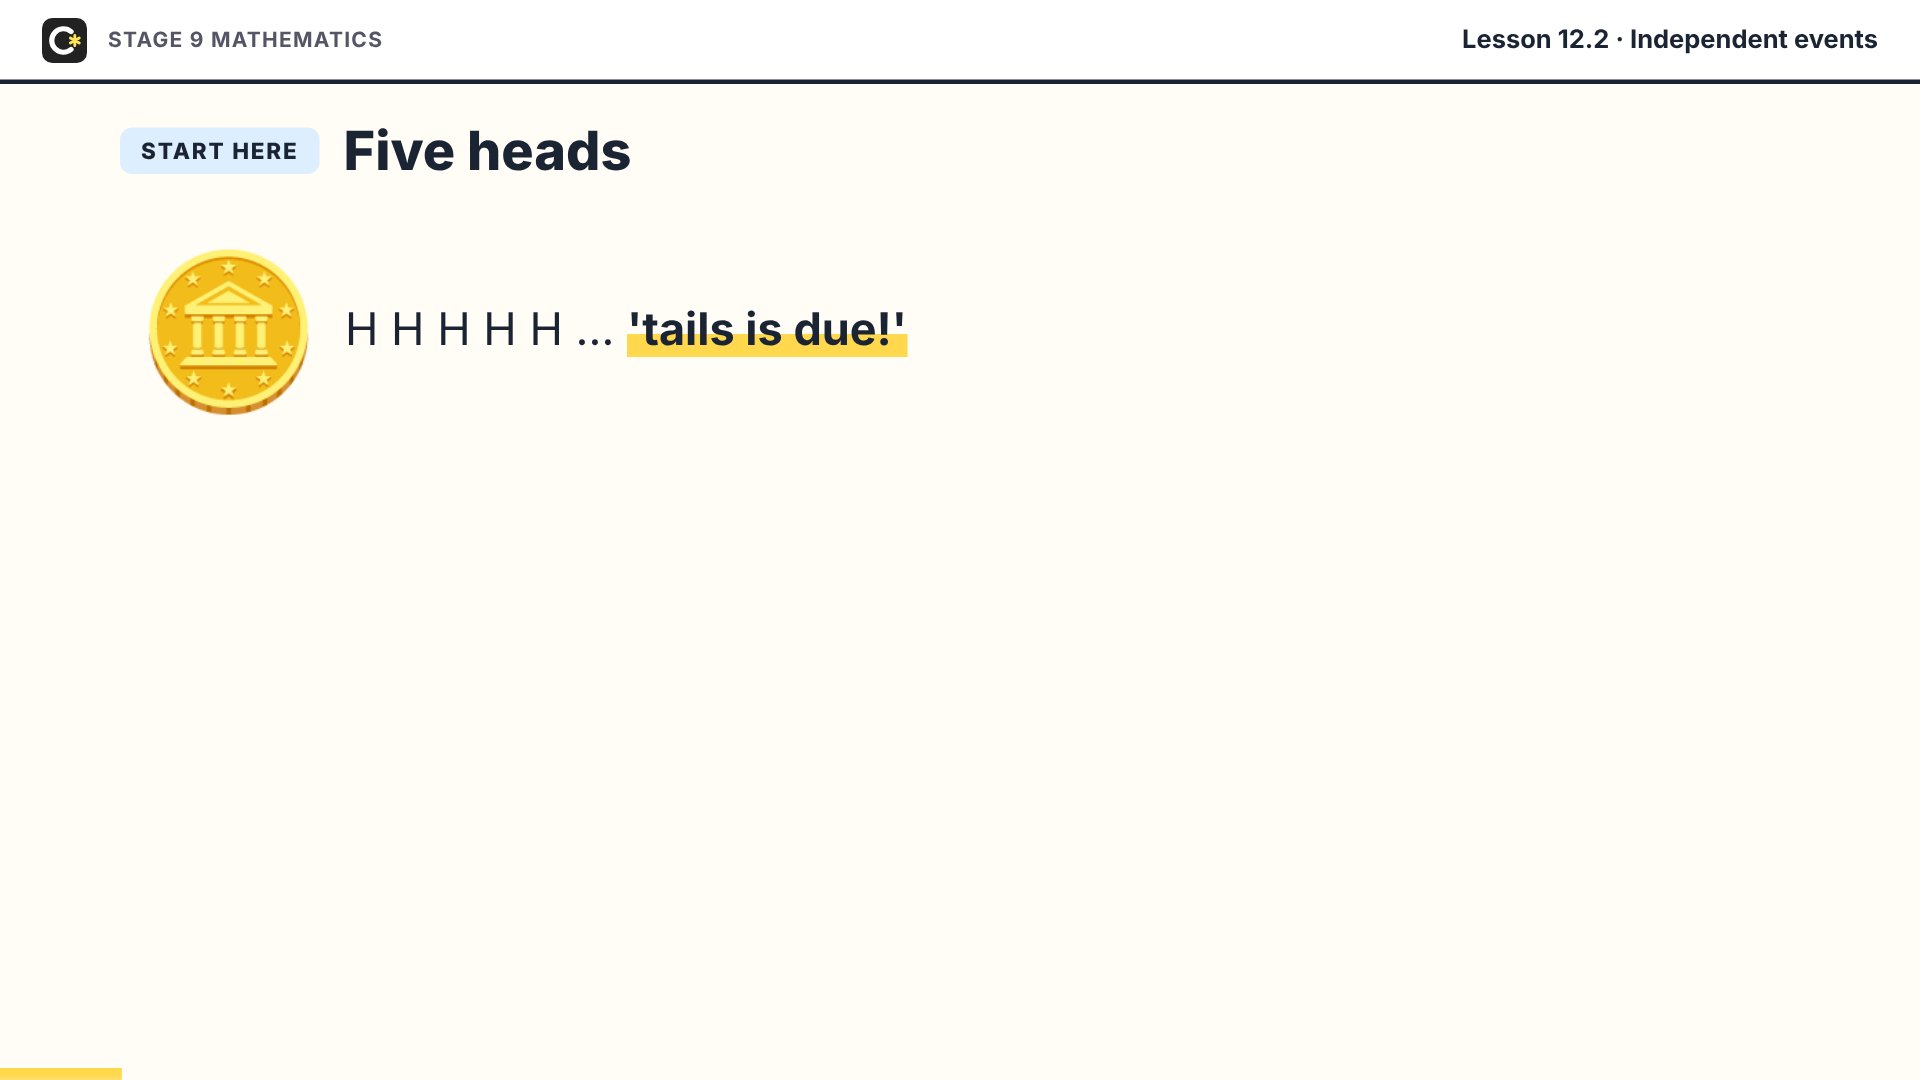 STAGE 9 MATHEMATICS
Lesson 12.2 · Independent events
START HERE
Five heads
H H H H H ... 'tails is due!'